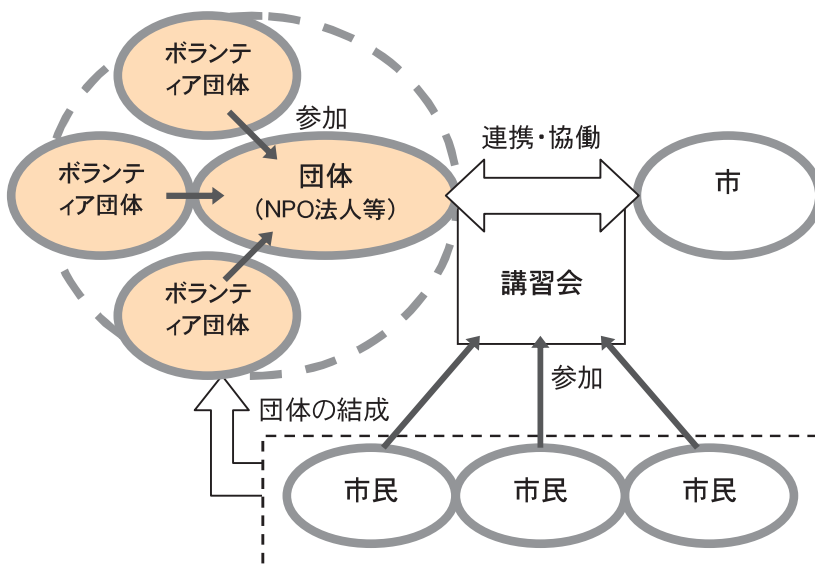 ボランテ
ィア団体
参加
連携・協働
ボランテ
ィア団体
団体
（NPO法人等）
市
ボランテ
ィア団体
講習会
参加
団体の結成
市民
市民
市民